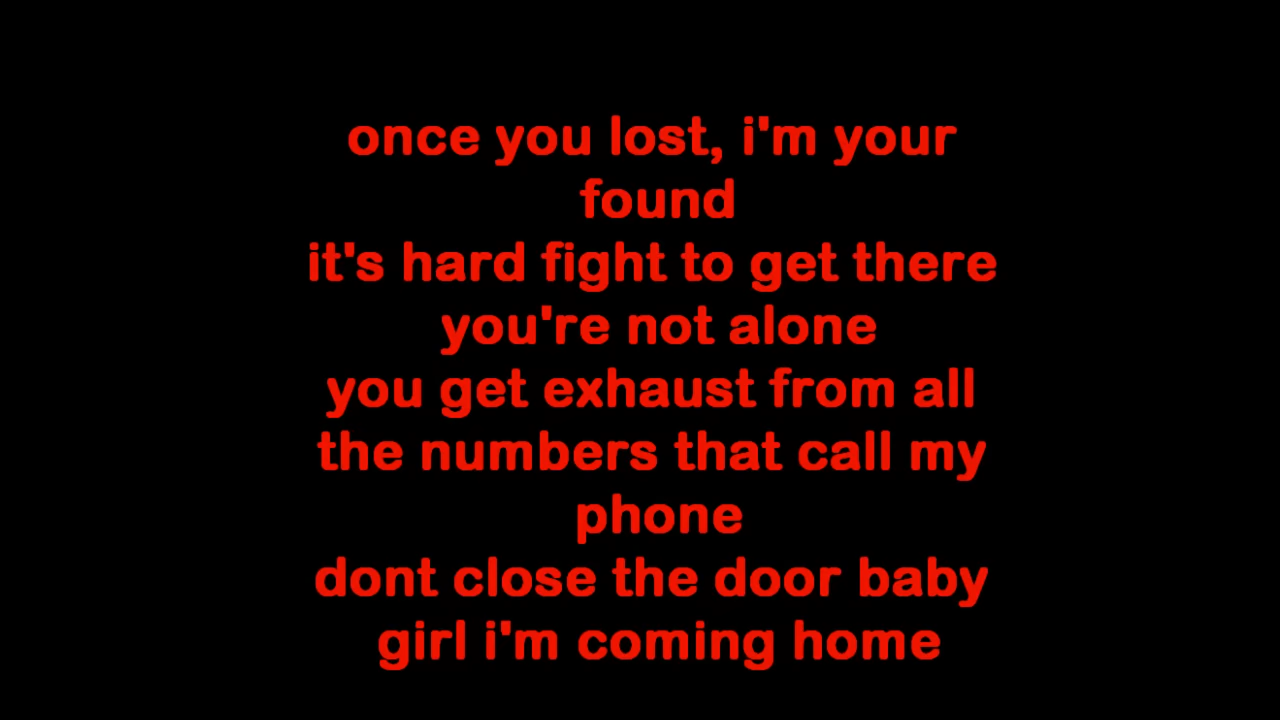 once you lost, i'm your
found
it's hard fight to get there
you're not alone
you get exhaust from all
the numbers that call my
phone
dont close the door baby
girl i'm coming home